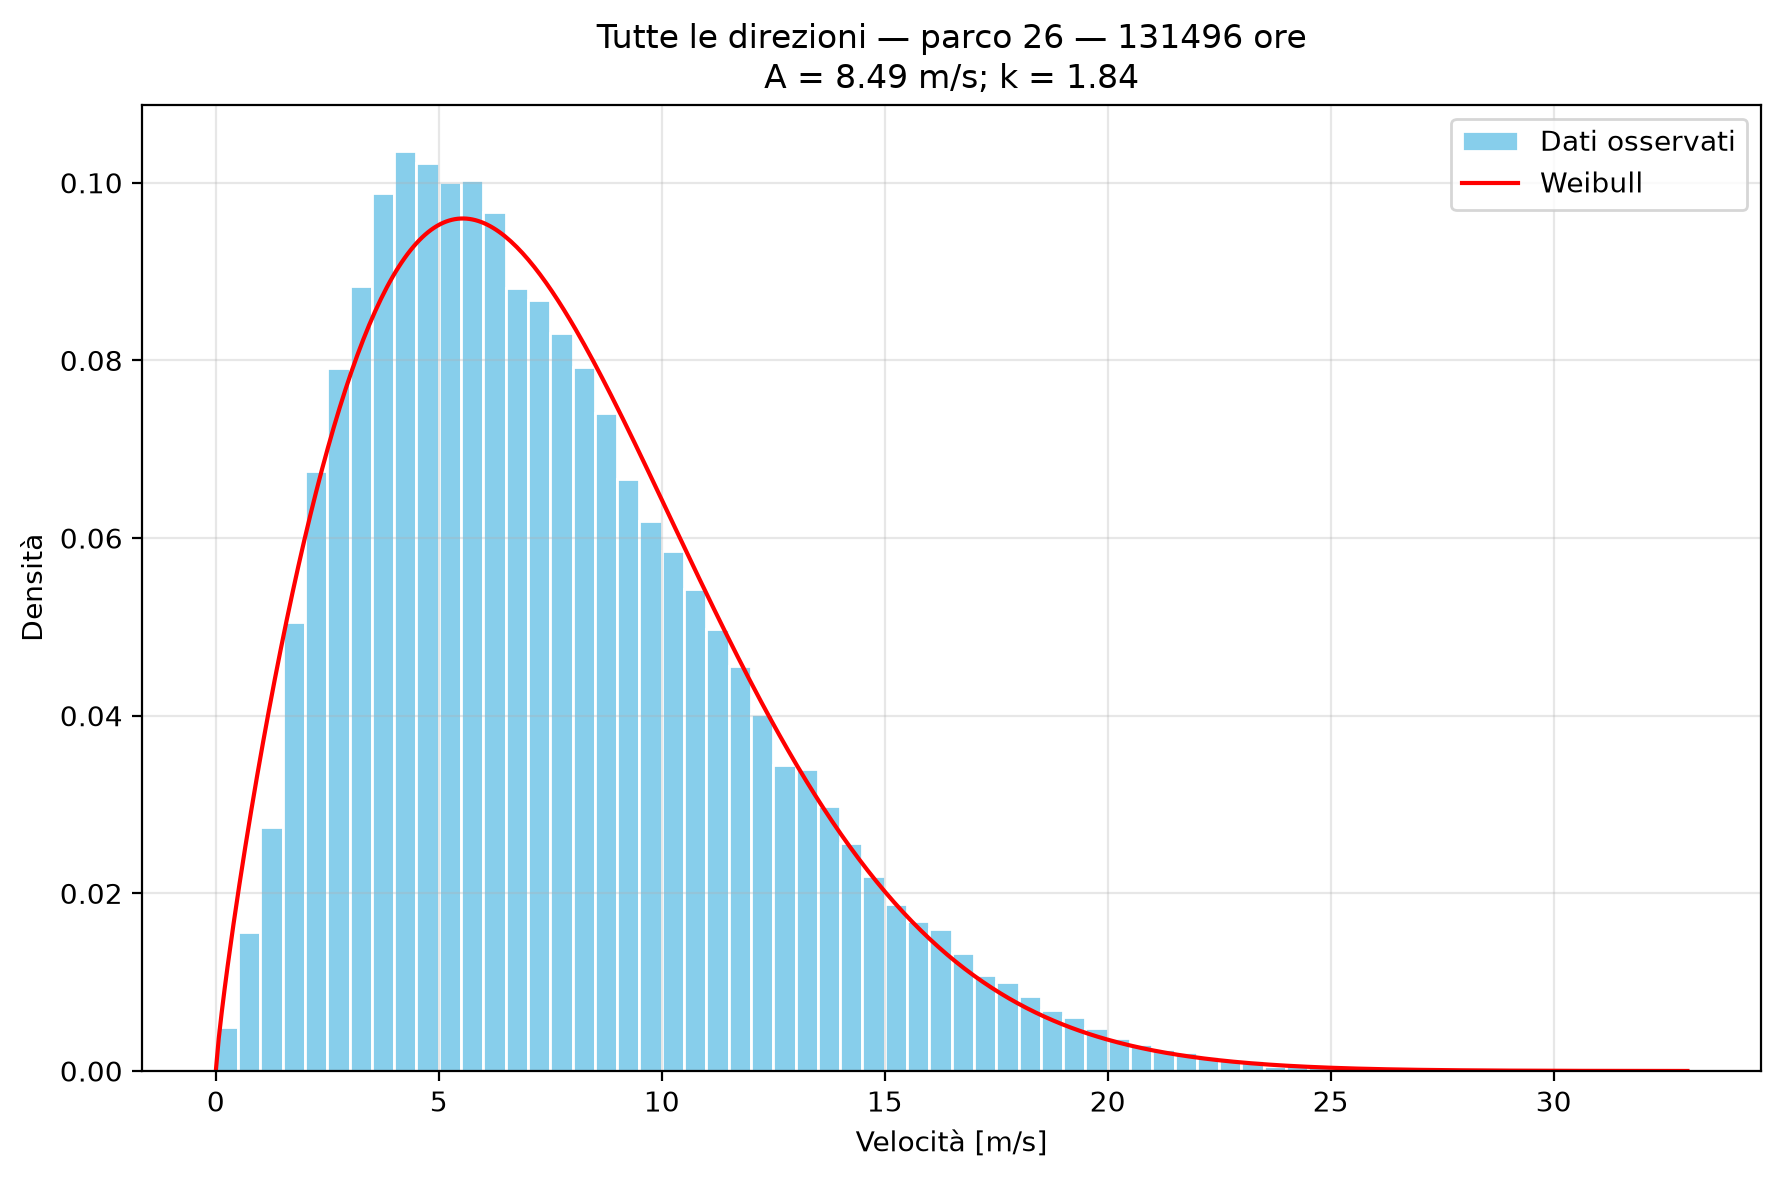 Tutte le direzioni — parco 26 — 131496 ore
A = 8.49 m/s; k = 1.84
Dati osservati
Weibull
Densità
0.10
0.08
0.06
0.04
0.02
0.00
0 5 10 15 20 25 30
Velocità [m/s]